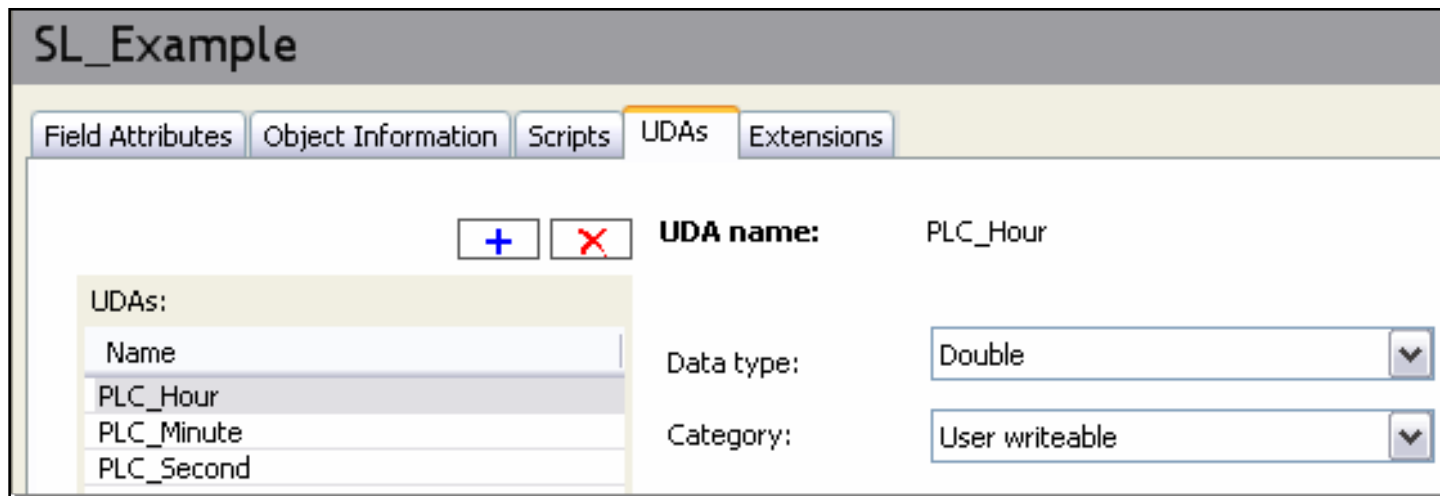 SL_Example
Field Attributes Object Information Scripts UDAs Extensions
UDA name: PLC_Hour
UDAs:
Name
PLC_Hour
PLC_Minute
PLC_Second
Data type: Double
Category: User writeable